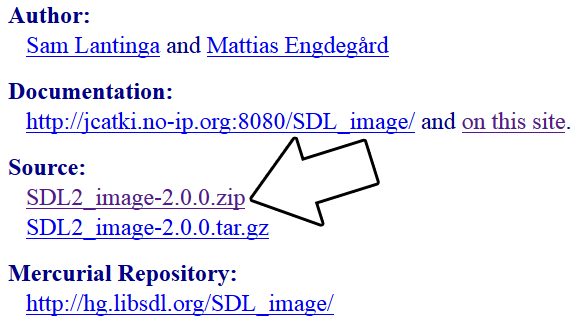 Author:
Sam Lantinga and Mattias Engdegård
Documentation:
http://jcatki.no-ip.org:8080/SDL_image/ and on this site.
Source:
SDL2_image-2.0.0.zip
SDL2_image-2.0.0.tar.gz
Mercurial Repository:
http://hg.libsdl.org/SDL_image/